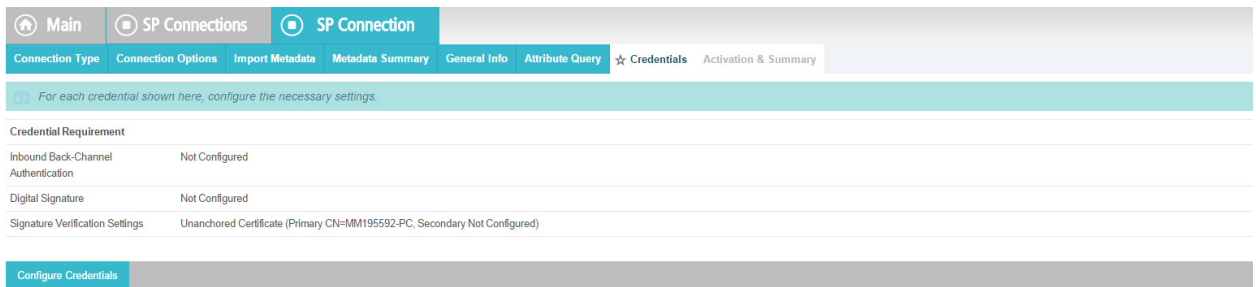 Main SP Connections SP Connection
Connection Type Connection Options Import Metadata Metadata Summary General Info Attribute Query Credentials Activation & Summary
For each credential shown here, configure the necessary settings.
Credential Requirement
Inbound Back-Channel Not Configured
Authentication
Digital Signature Not Configured
Signature Verification Settings Unanchored Certificate (Primary CN=MM195592-PC, Secondary Not Configured)
Configure Credentials